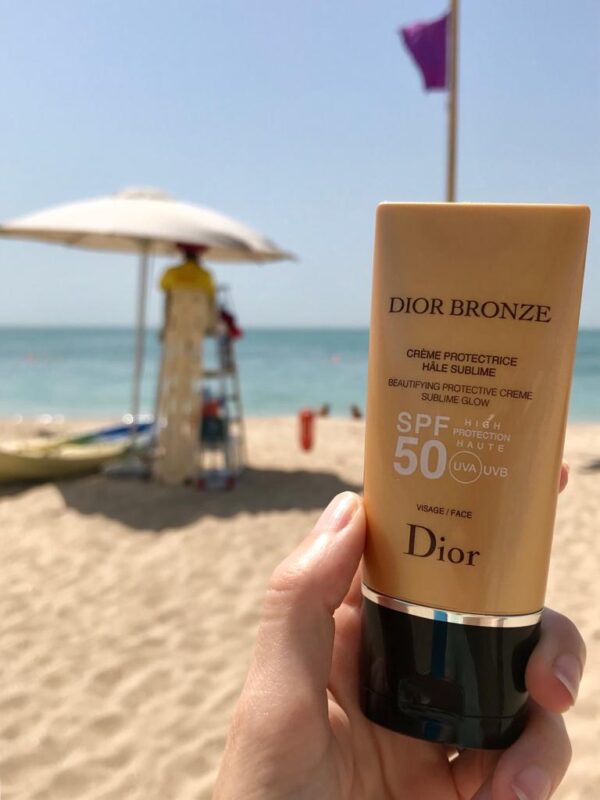 DIOR BRONZE
CRÈME PROTECTRICE
HÂLE SUBLIME
BEAUTIFYING PROTECTIVE CREME
SUBLIME GLOW
SPF
50
HIGH
PROTECTION
HAUTE
UVA UVB
VISAGE / FACE
Dior